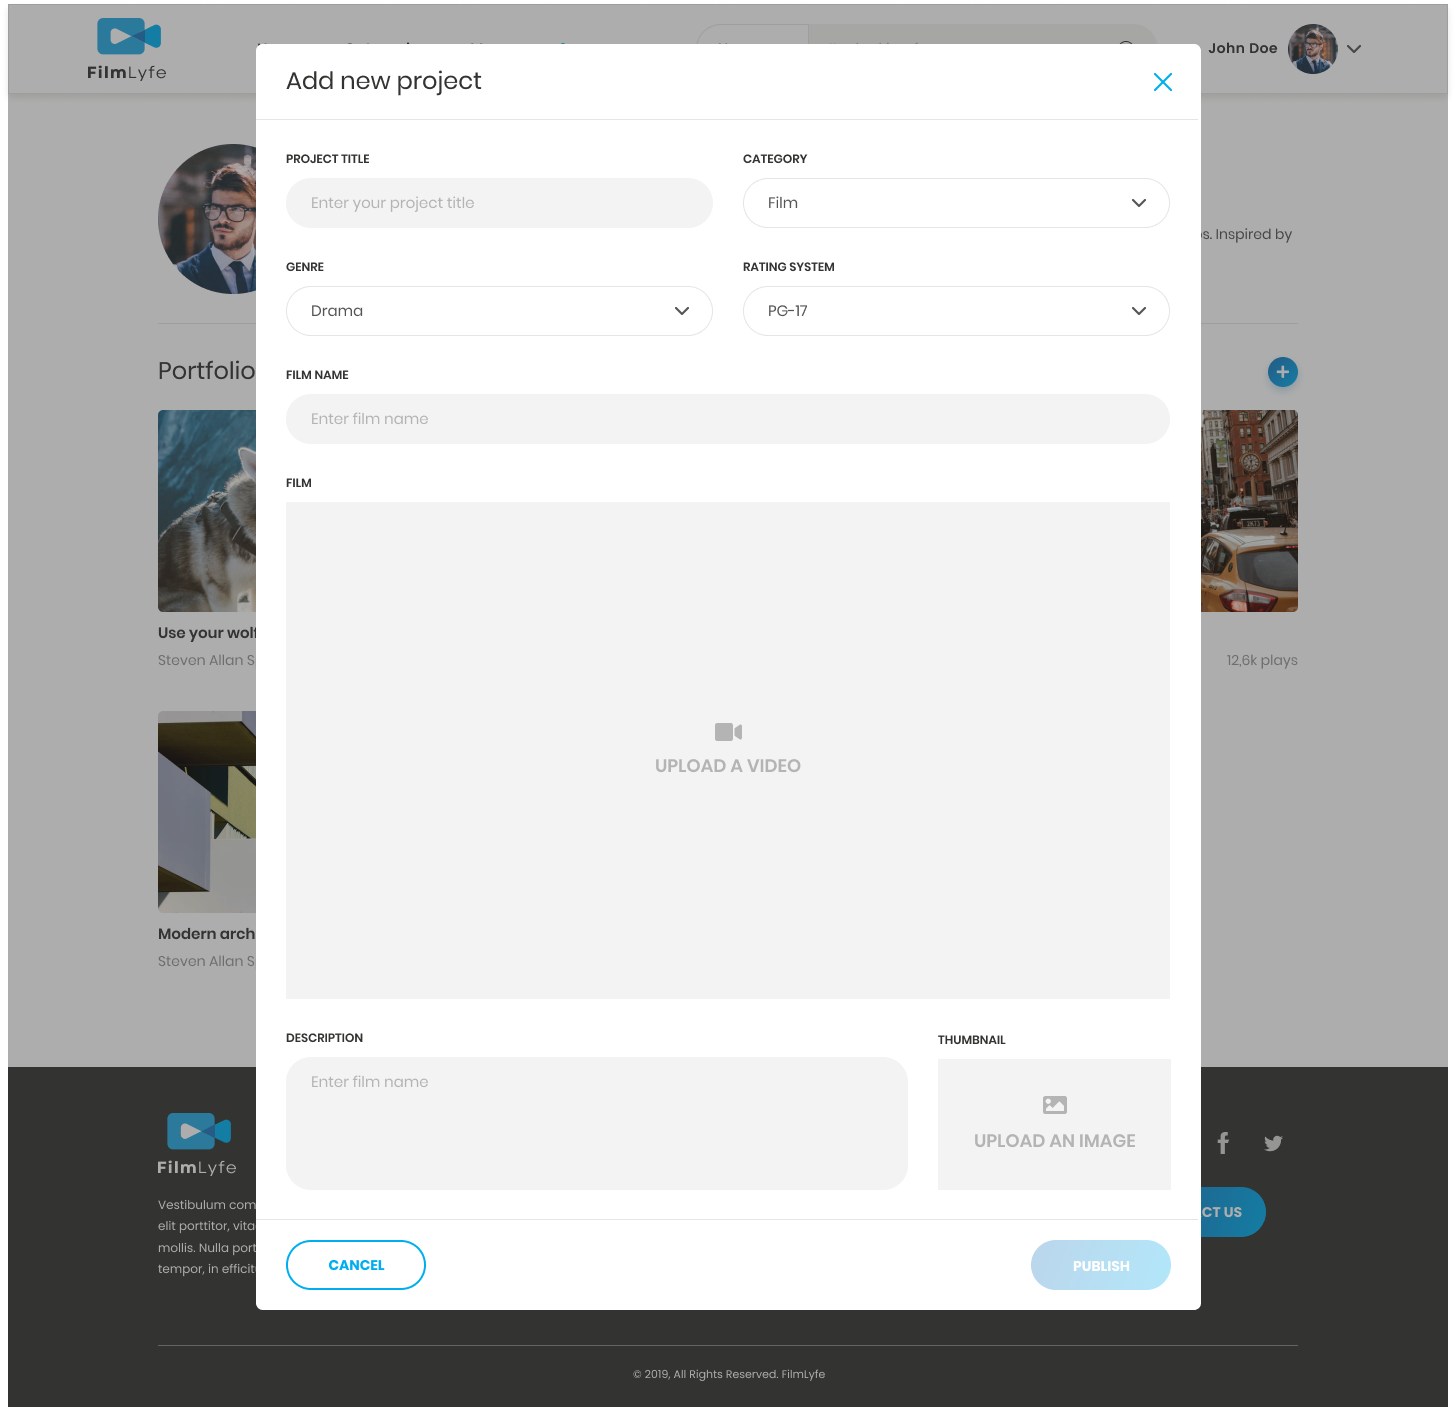 FilmLyfe
John Doe
Add new project
PROJECT TITLE
CATEGORY
Enter your project title
Film
s. Inspired by
GENRE
RATING SYSTEM
Drama
PG-17
Portfolio
FILM NAME
Enter film name
FILM
Use your wolf
Steven Allan S
12,6k plays
UPLOAD A VIDEO
Modern arch
Steven Allan S
DESCRIPTION
THUMBNAIL
Enter film name
UPLOAD AN IMAGE
FilmLyfe
Vestibulum com
elit porttitor, vita
mollis. Nulla port
tempor, in effici
CT US
CANCEL
PUBLISH
© 2019, All Rights Reserved. FilmLyfe